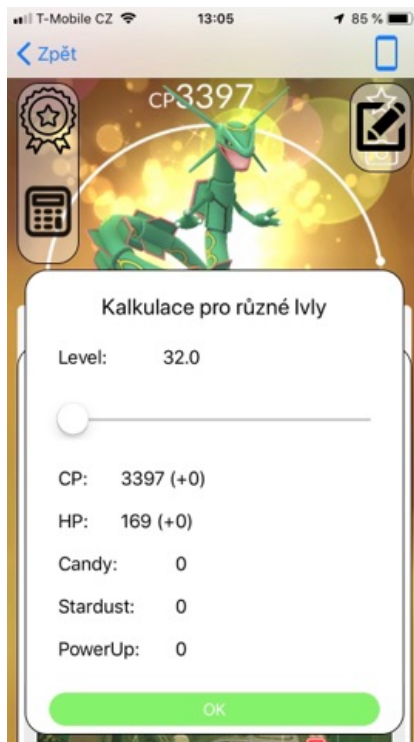 T-Mobile CZ 13:05 85 %
Zpět
CP3397
Kalkulace pro různé lvly
Level: 32.0
CP: 3397 (+0)
HP: 169 (+0)
Candy: 0
Stardust: 0
PowerUp: 0
OK